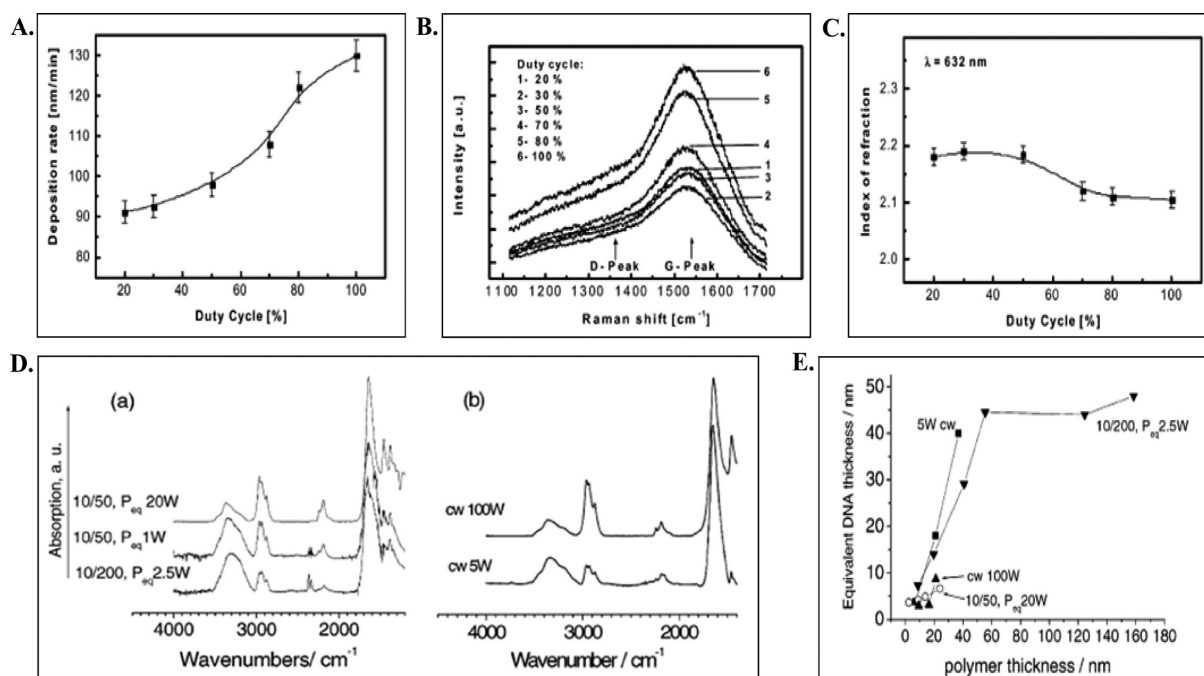 A.
Deposition rate [nm/min]
130
120
110
100
90
80
20 40 60 80 100
Duty Cycle [%]
B.
Intensity [a.u.]
Duty cycle:
1- 20 %
2- 30 %
3- 50 %
4- 70 %
5- 80 %
6- 100 %
6
5
4
1
3
2
D - Peak
G - Peak
1100 1200 1300 1400 1500 1600 1700
Raman shift [cm⁻¹]
C.
λ = 632 nm
Index of refraction
2.3
2.2
2.1
2.0
20 40 60 80 100
Duty Cycle [%]
D.
Absorption, a. u.
(a)
10/50, Peq 20W
10/50, Peq 1W
10/200, Peq 2.5W
4000 3000 2000
Wavenumbers/ cm⁻¹
(b)
cw 100W
cw 5W
4000 3000 2000
Wavenumber / cm⁻¹
E.
Equivalent DNA thickness / nm
50
40
30
20
10
0
5W cw
10/200, Peq 2.5W
cw 100W
10/50, Peq 20W
0 20 40 60 80 100 120 140 160 180
polymer thickness / nm